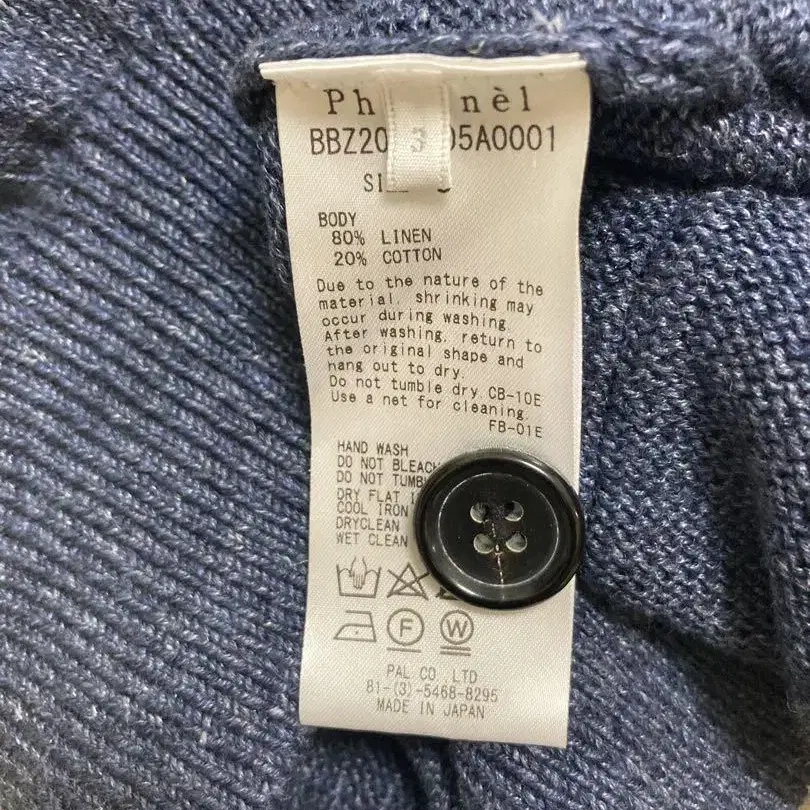 Ph nèl
BBZ20 05A0001
BODY
80% LINEN
20% COTTON
Due to the nature of the
material, shrinking may
occur during washing.
After washing, return to
the original shape and
hang out to dry.
Do not tumble dry. CB-10E
Use a net for cleaning.
FB-01E
HAND WASH
DO NOT BLEACH
DO NOT TUMB
DRY FLAT I
COOL IRON
DRYCLEAN
WET CLEAN
F W
PAL CO., LTD
81-(3)-5468-8295
MADE IN JAPAN